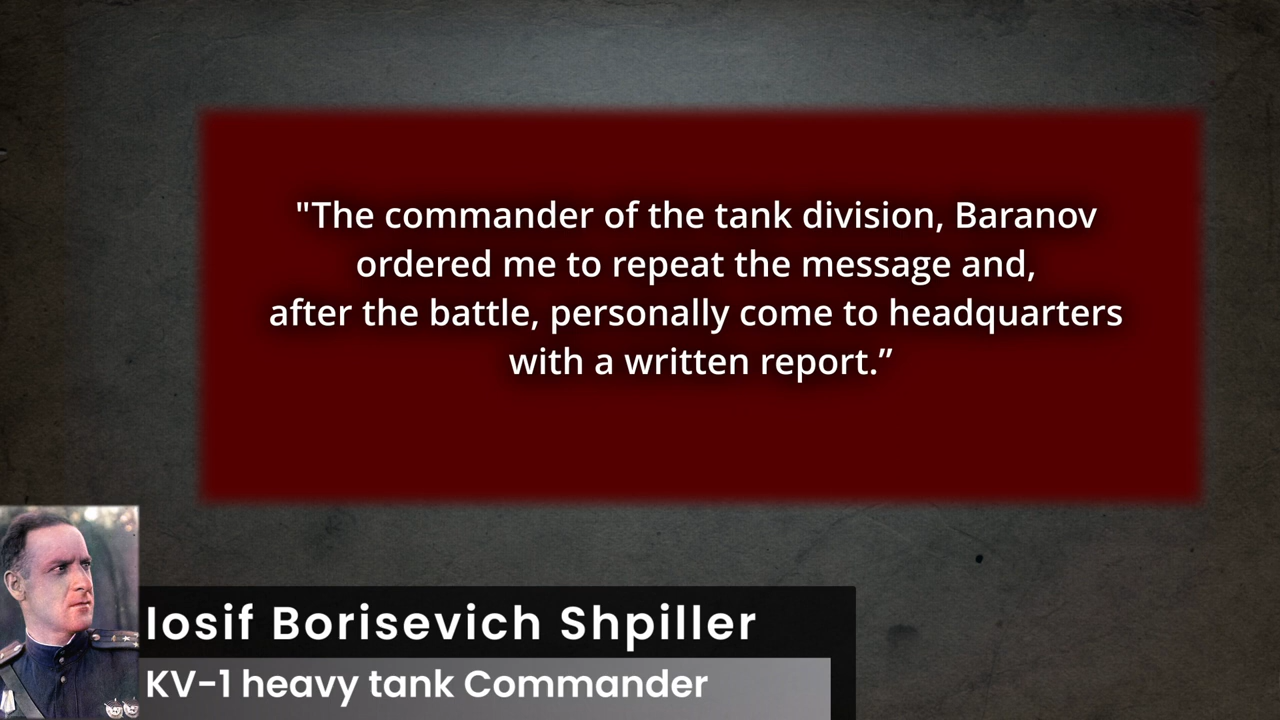 "The commander of the tank division, Baranov
ordered me to repeat the message and,
after the battle, personally come to headquarters
with a written report.”
Iosif Borisevich Shpiller
KV-1 heavy tank Commander